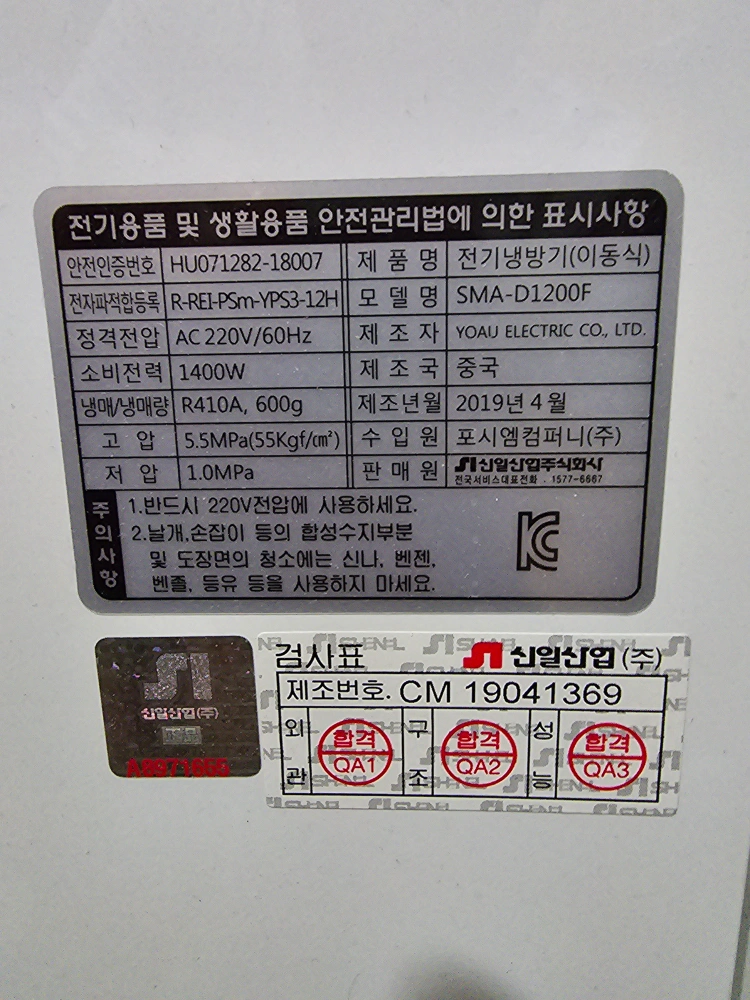 전기용품 및 생활용품 안전관리법에 의한 표시사항
안전인증번호 HU071282-18007 제품명 전기냉방기(이동식)
전자파적합등록 R-REI-PSm-YPS3-12H 모델명 SMA-D1200F
정격전압 AC 220V/60Hz 제조자 YOAU ELECTRIC CO., LTD.
소비전력 1400W 제조국 중국
냉매/냉매량 R410A, 600g 제조년월 2019년 4월
고압 5.5MPa(55Kgf/㎠) 수입원 포시엠컴퍼니(주)
저압 1.0MPa 판매원 신일산업주식회사
전국서비스대표전화 . 1577-6667
주의사항
1.반드시 220V전압에 사용하세요.
2.날개,손잡이 등의 합성수지부분
및 도장면의 청소에는 신나, 벤젠,
벤졸, 등유 등을 사용하지 마세요.
SI
신일산업(주)
검사표 신일산업(주)
제조번호. CM 19041369
외관 합격 QA1 구조 합격 QA2 성능 합격 QA3